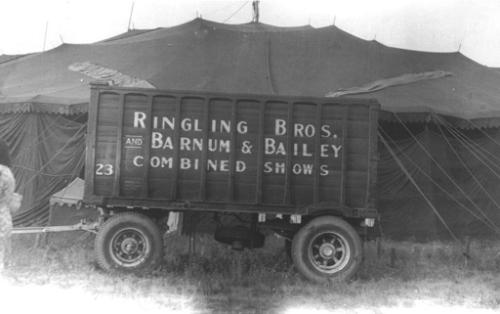 RINGLING BROS.
AND BARNUM & BAILEY
23 COMBINED SHOWS